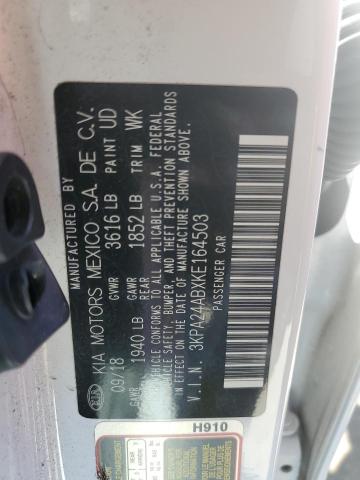 MANUFACTURED BY
KIA MOTORS MEXICO S.A. DE C.V.
KIA
09/18 GVWR 3616 LB PAINT UD
GAWR FRONT 1940 LB GAWR REAR 1852 LB TRIM WK
THIS VEHICLE CONFORMS TO ALL APPLICABLE U.S.A. FEDERAL
MOTOR VEHICLE SAFETY, BUMPER, AND THEFT PREVENTION STANDARDS
IN EFFECT ON THE DATE OF MANUFACTURE SHOWN ABOVE.
V.I.N. 3KPA24ABXKE164503
PASSENGER CAR
H910